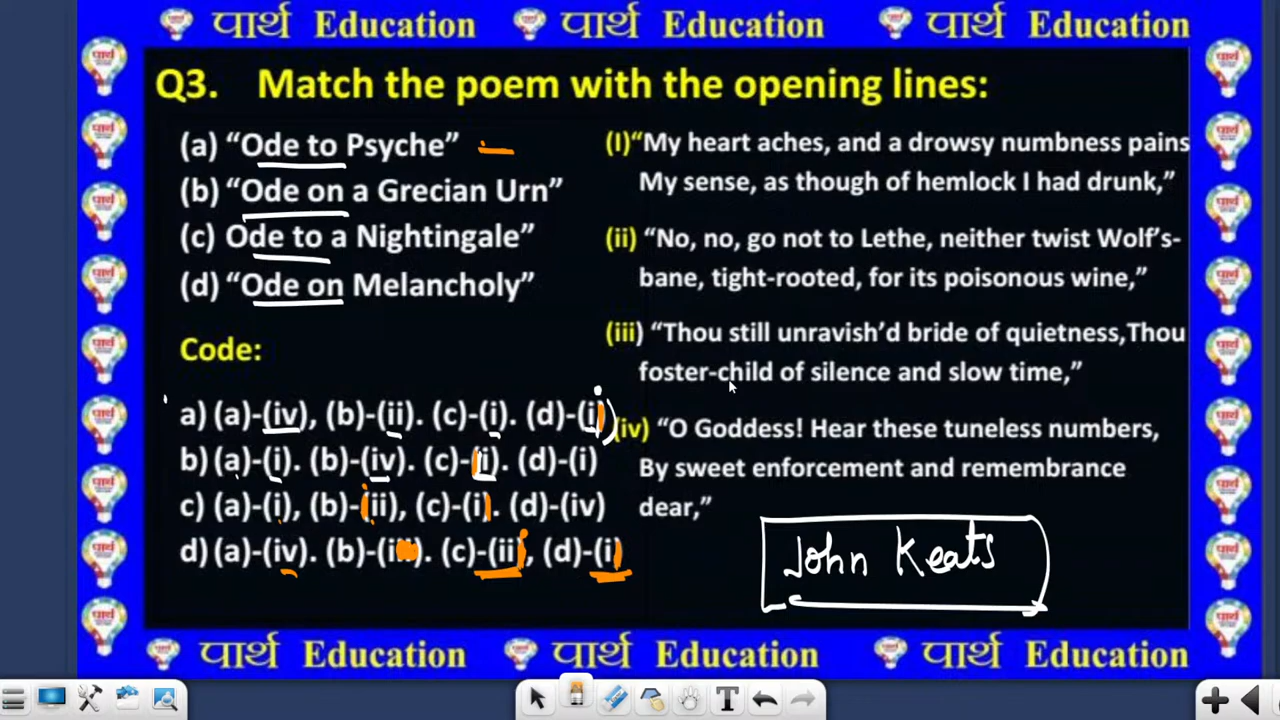 पार्थ Education पार्थ Education पार्थ Education
Q3. Match the poem with the opening lines:
(a) “Ode to Psyche”
(b) “Ode on a Grecian Urn”
(c) Ode to a Nightingale”
(d) “Ode on Melancholy”
Code:
a) (a)-(iv), (b)-(ii). (c)-(i). (d)-(i)
b) (a)-(i). (b)-(iv). (c)-(i). (d)-(i)
c) (a)-(i), (b)-(ii), (c)-(i). (d)-(iv)
d) (a)-(iv). (b)-(iii). (c)-(ii), (d)-(i)
(I)“My heart aches, and a drowsy numbness pains
My sense, as though of hemlock I had drunk,”
(ii) “No, no, go not to Lethe, neither twist Wolf’s-
bane, tight-rooted, for its poisonous wine,”
(iii) “Thou still unravish’d bride of quietness,Thou
foster-child of silence and slow time,”
(iv) “O Goddess! Hear these tuneless numbers,
By sweet enforcement and remembrance
dear,”
John Keats
पार्थ Education पार्थ Education पार्थ Education